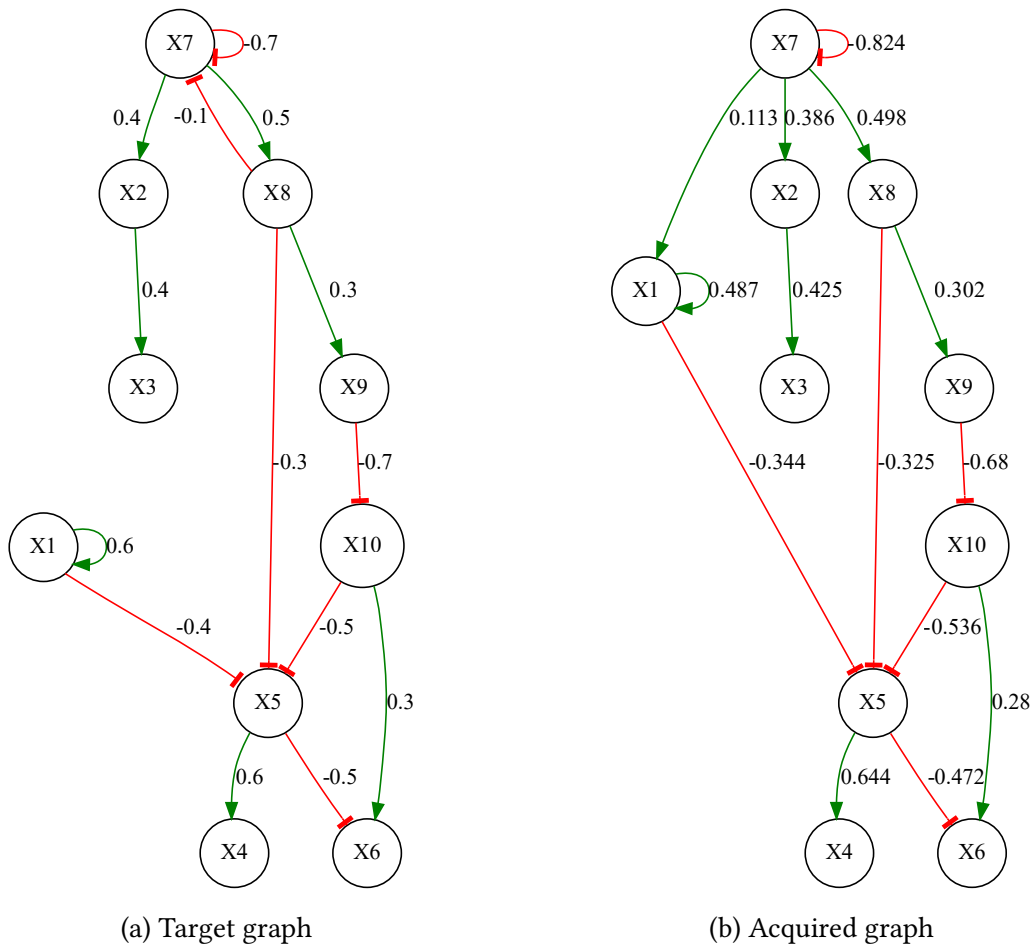 X7
-0.7
0.4
-0.1
0.5
X2
X8
0.4
0.3
X3
X9
-0.3
-0.7
X1
0.6
X10
-0.4
-0.5
X5
0.3
0.6
-0.5
X4
X6
(a) Target graph
X7
-0.824
0.113
0.386
0.498
X2
X8
X1
0.487
0.425
0.302
X3
X9
-0.344
-0.325
-0.68
X10
-0.536
X5
0.28
0.644
-0.472
X4
X6
(b) Acquired graph